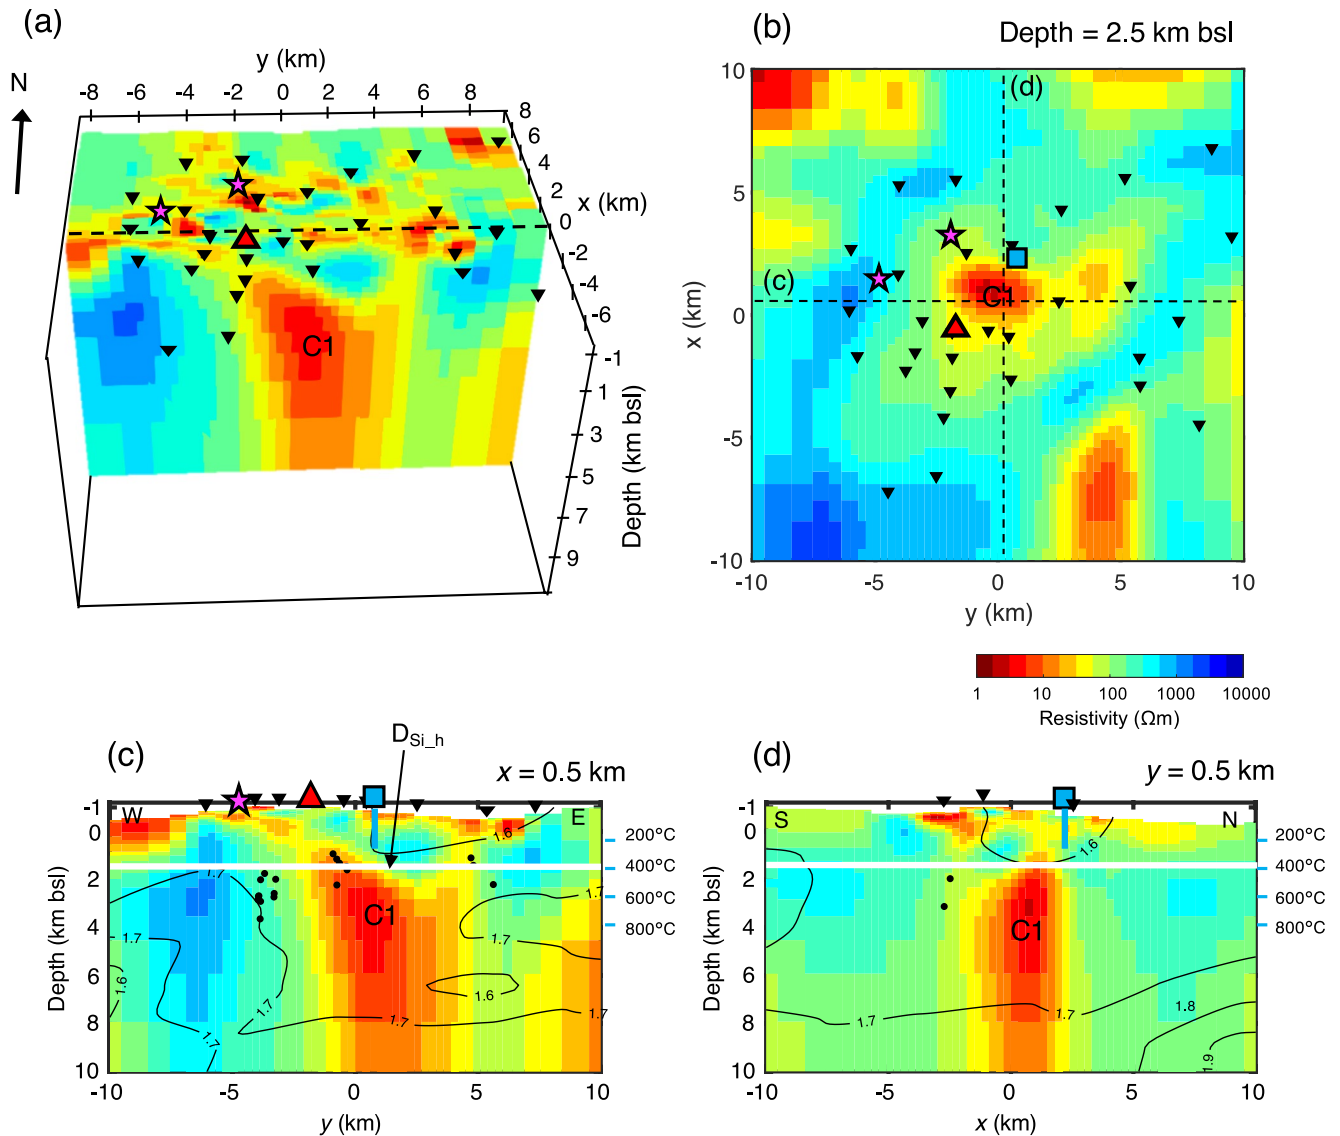 (a)
y (km)
N
-8 -6 -4 -2 0 2 4 6 8
8
6
4
2
0
-2
-4
-6
x (km)
C1
-1
1
3
5
7
9
Depth (km bsl)
(b)
Depth = 2.5 km bsl
10
5
0
-5
-10
x (km)
(d)
(c)
C1
-10 -5 0 5 10
y (km)
1 10 100 1000 10000
Resistivity (Ωm)
(c)
D_Si_h
x = 0.5 km
W
E
-1
0
2
4
6
8
10
Depth (km bsl)
1.6
1.7
1.7
1.7
1.7
1.6
1.7
1.6
1.7
1.7
C1
200°C
400°C
600°C
800°C
-10 -5 0 5 10
y (km)
(d)
y = 0.5 km
S
N
-1
0
2
4
6
8
10
Depth (km bsl)
1.6
C1
1.7
1.8
1.9
200°C
400°C
600°C
800°C
-10 -5 0 5 10
x (km)